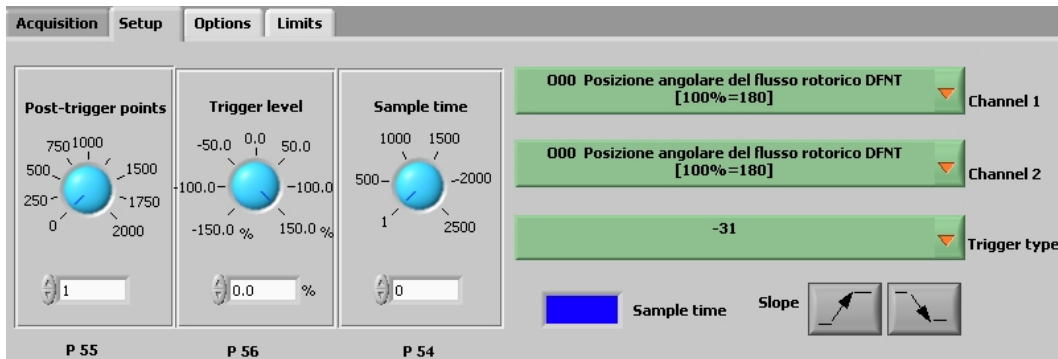 Acquisition Setup Options Limits
Post-trigger points
0 250 500 750 1000 1500 1750 2000
1
P 55
Trigger level
-150.0 % -100.0 -50.0 0.0 50.0 -100.0 150.0 %
0.0 %
P 56
Sample time
1 500 1000 1500 2000 2500
0
P 54
O00 Posizione angolare del flusso rotorico DFNT
[100%=180]
Channel 1
O00 Posizione angolare del flusso rotorico DFNT
[100%=180]
Channel 2
-31
Trigger type
Sample time
Slope